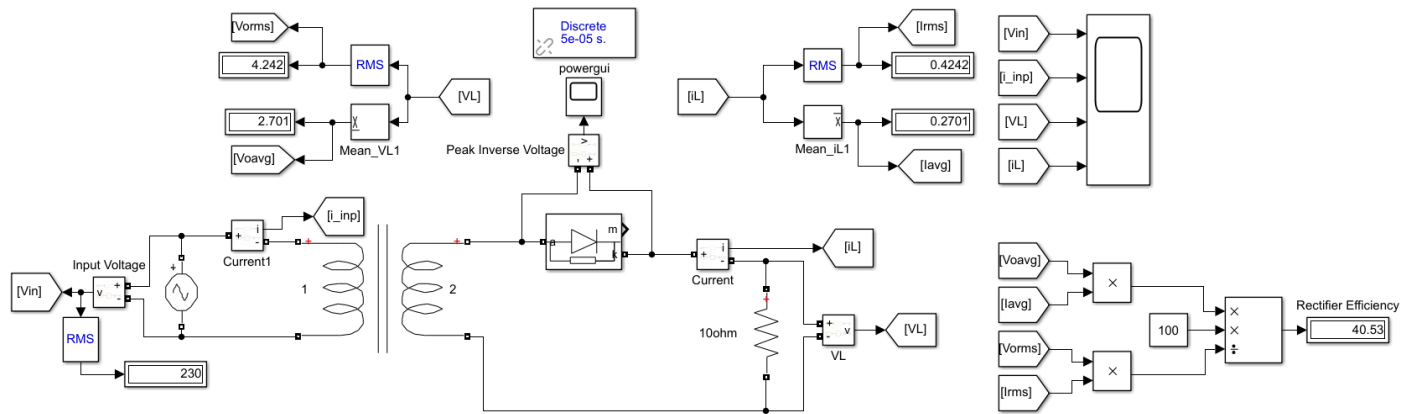 [Vorms]
4.242
RMS
[VL]
2.701
Mean_VL1
[Voavg]
Discrete
5e-05 s.
powergui
Peak Inverse Voltage
v
- +
[iL]
RMS
[Irms]
0.4242
Mean_iL1
0.2701
[Iavg]
[Vin]
[i_inp]
[VL]
[iL]
[i_inp]
i
+ -
Current1
Input Voltage
[Vin]
v
+
-
RMS
230
+
+
1
2
+
a
m
k
i
+ -
Current
[iL]
+
10ohm
+
-
v
VL
[VL]
[Voavg]
[Iavg]
×
[Vorms]
[Irms]
×
100
×
×
÷
Rectifier Efficiency
40.53